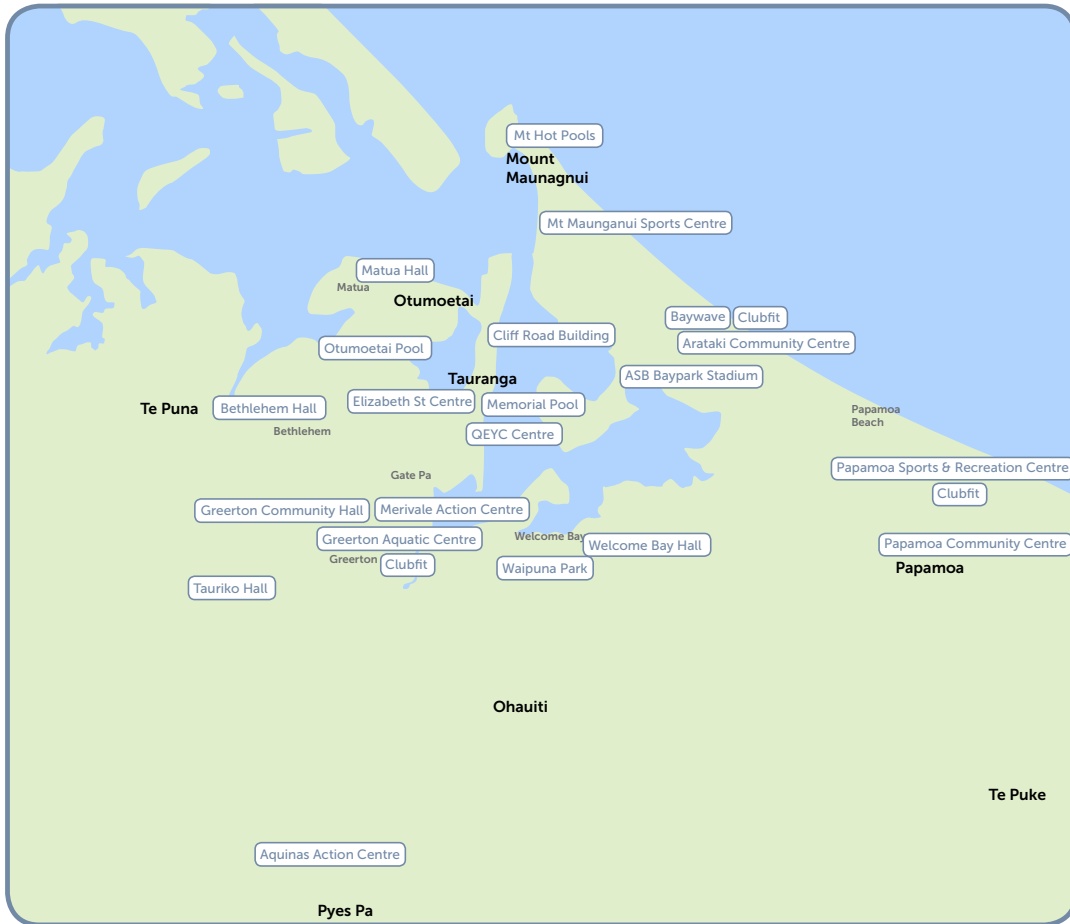 Mt Hot Pools
Mount
Maunagnui
Mt Maunganui Sports Centre
Matua Hall
Matua
Otumoetai
Baywave
Clubfit
Cliff Road Building
Arataki Community Centre
Otumoetai Pool
Tauranga
ASB Baypark Stadium
Te Puna
Bethlehem Hall
Elizabeth St Centre
Memorial Pool
Papamoa
Beach
Bethlehem
QEYC Centre
Gate Pa
Papamoa Sports & Recreation Centre
Clubfit
Greerton Community Hall
Merivale Action Centre
Greerton Aquatic Centre
Welcome Bay
Welcome Bay Hall
Papamoa Community Centre
Greerton
Clubfit
Waipuna Park
Papamoa
Tauriko Hall
Ohauiti
Te Puke
Aquinas Action Centre
Pyes Pa